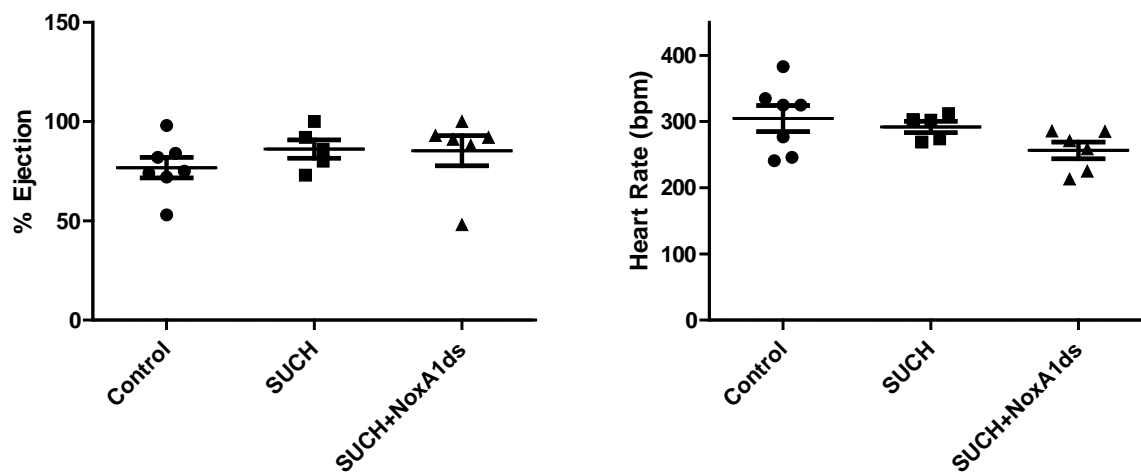 % Ejection
150
100
50
0
Control
SUCH
SUCH+NoxA1ds
Heart Rate (bpm)
400
300
200
100
0
Control
SUCH
SUCH+NoxA1ds